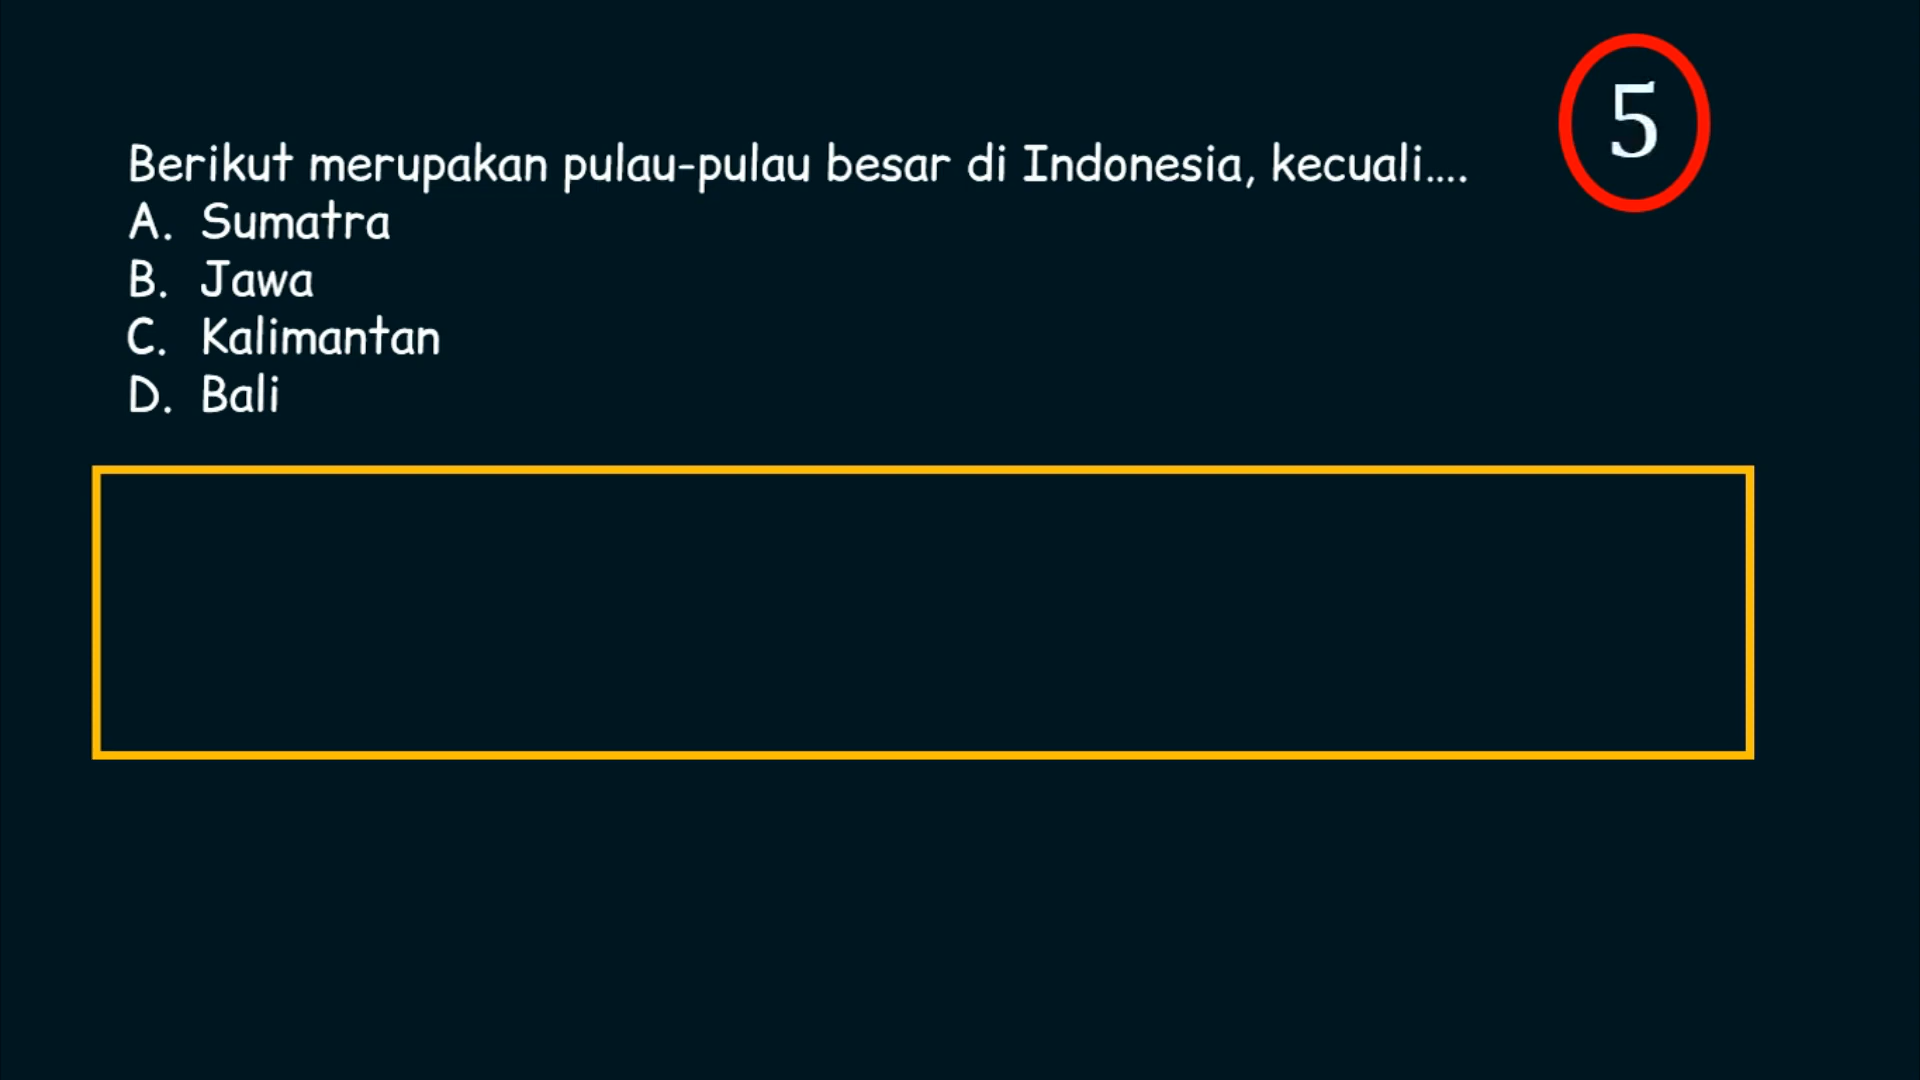 5
Berikut merupakan pulau-pulau besar di Indonesia, kecuali....
A. Sumatra
B. Jawa
C. Kalimantan
D. Bali